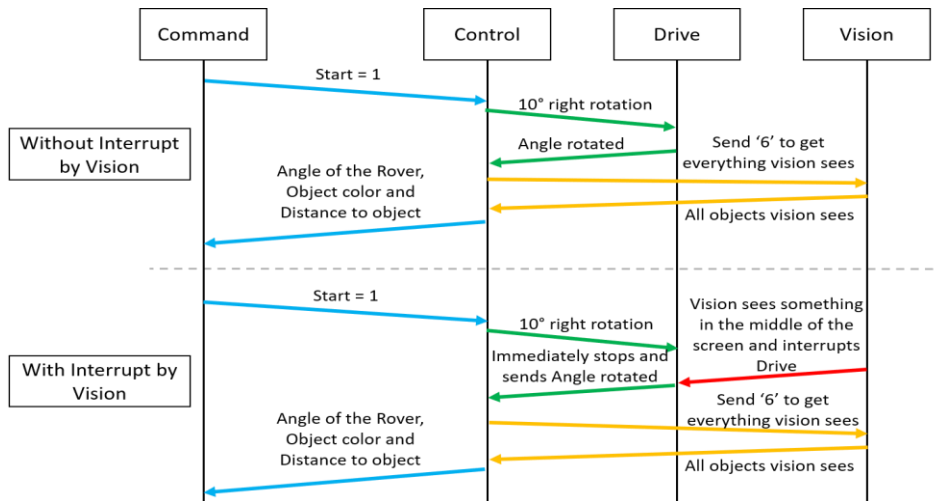 Command
Control
Drive
Vision
Without Interrupt
by Vision
Start = 1
10° right rotation
Angle rotated
Send ‘6’ to get
everything vision sees
Angle of the Rover,
Object color and
Distance to object
All objects vision sees
With Interrupt by
Vision
Start = 1
10° right rotation
Vision sees something
in the middle of the
screen and interrupts
Drive
Immediately stops and
sends Angle rotated
Send ‘6’ to get
everything vision sees
Angle of the Rover,
Object color and
Distance to object
All objects vision sees